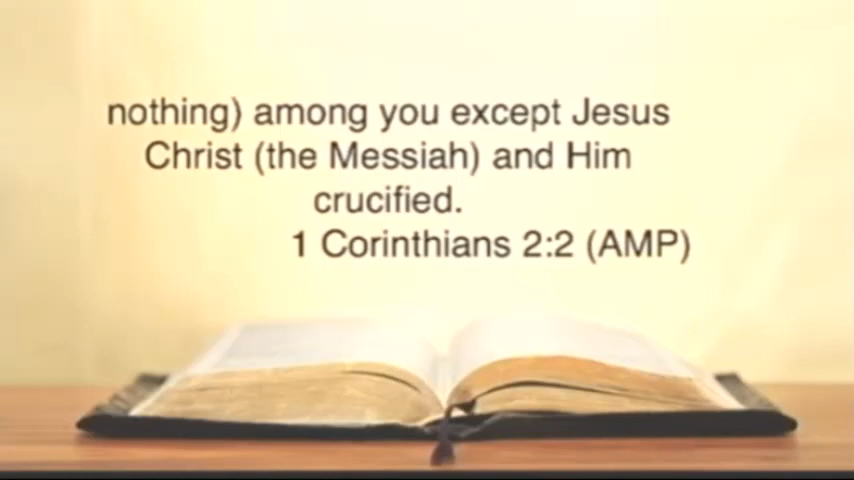 nothing) among you except Jesus
Christ (the Messiah) and Him
crucified.
1 Corinthians 2:2 (AMP)